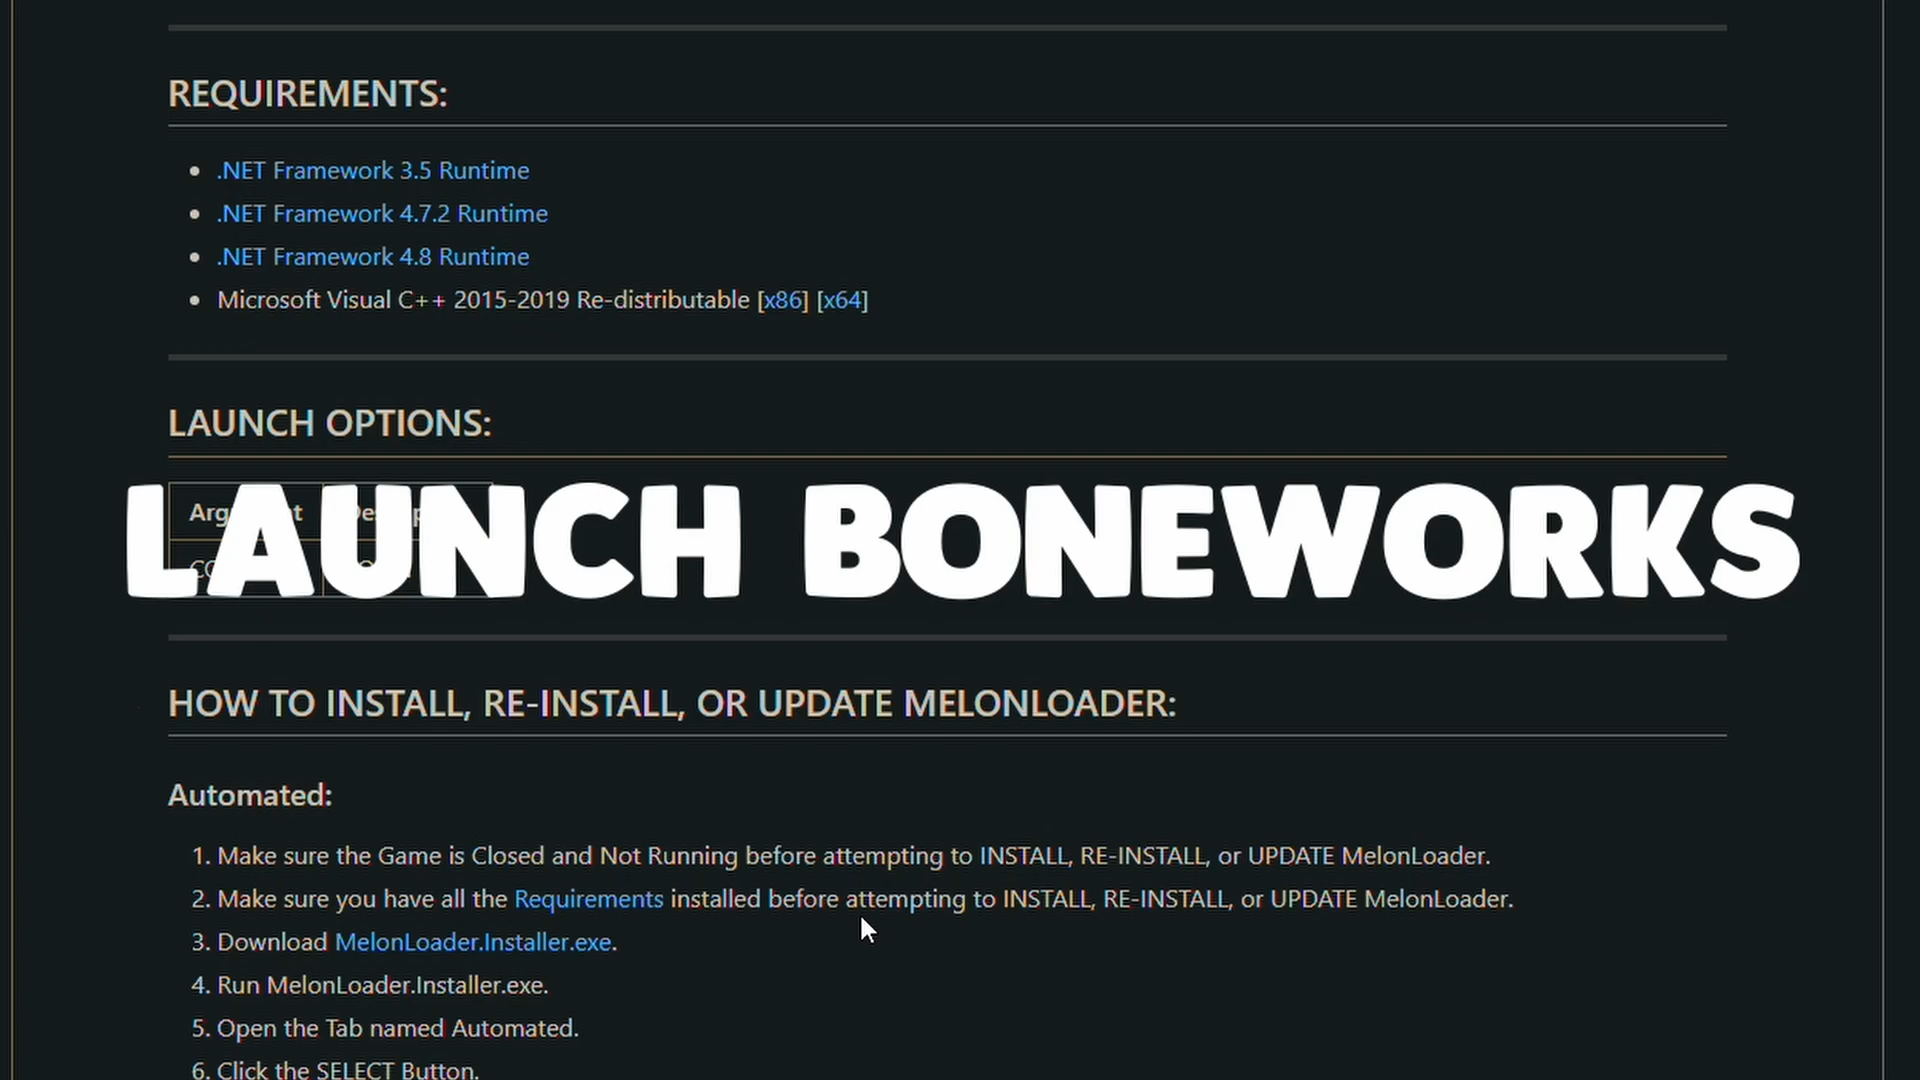 REQUIREMENTS:
.NET Framework 3.5 Runtime
.NET Framework 4.7.2 Runtime
.NET Framework 4.8 Runtime
Microsoft Visual C++ 2015-2019 Re-distributable [x86] [x64]
LAUNCH OPTIONS:
LAUNCH BONEWORKS
HOW TO INSTALL, RE-INSTALL, OR UPDATE MELONLOADER:
Automated:
1. Make sure the Game is Closed and Not Running before attempting to INSTALL, RE-INSTALL, or UPDATE MelonLoader.
2. Make sure you have all the Requirements installed before attempting to INSTALL, RE-INSTALL, or UPDATE MelonLoader.
3. Download MelonLoader.Installer.exe.
4. Run MelonLoader.Installer.exe.
5. Open the Tab named Automated.
6. Click the SELECT Button.